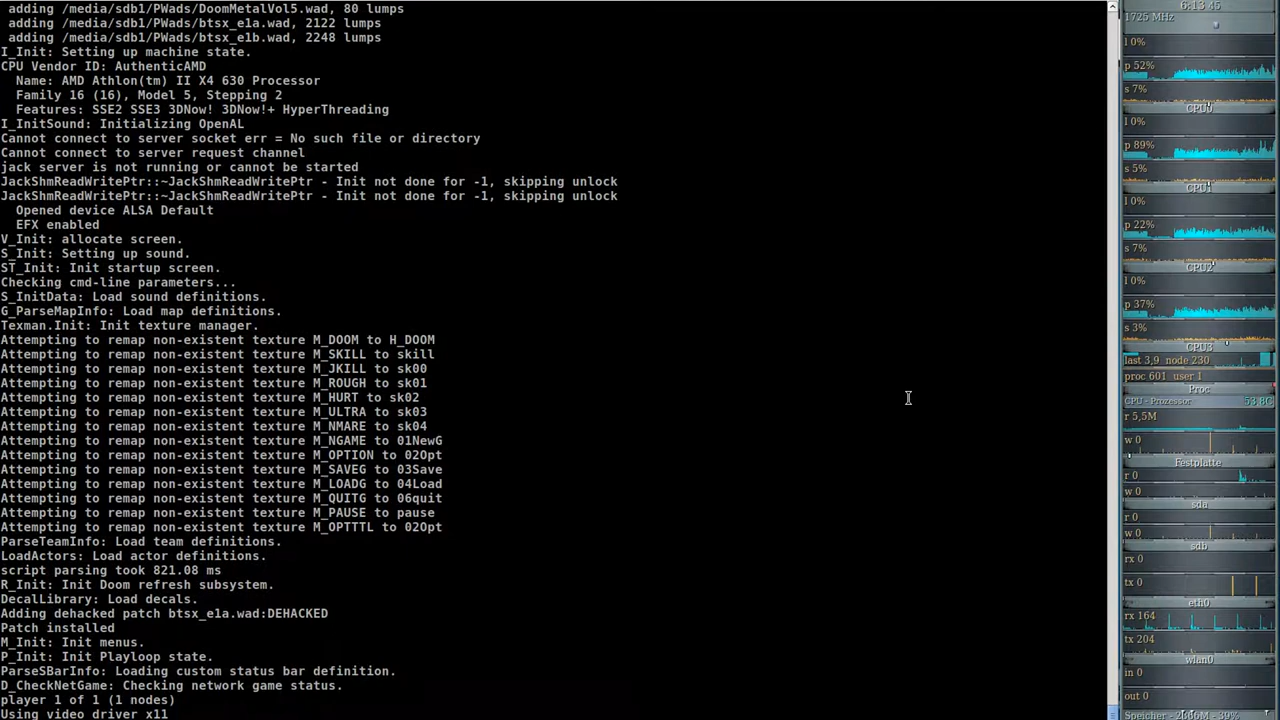 adding /media/sdb1/PWads/DoomMetalVol5.wad, 80 lumps
adding /media/sdb1/PWads/btsx_e1a.wad, 2122 lumps
adding /media/sdb1/PWads/btsx_e1b.wad, 2248 lumps
I_Init: Setting up machine state.
CPU Vendor ID: AuthenticAMD
Name: AMD Athlon(tm) II X4 630 Processor
Family 16 (16), Model 5, Stepping 2
Features: SSE2 SSE3 3DNow! 3DNow!+ HyperThreading
I_InitSound: Initializing OpenAL
Cannot connect to server socket err = No such file or directory
Cannot connect to server request channel
jack server is not running or cannot be started
JackShmReadWritePtr::~JackShmReadWritePtr - Init not done for -1, skipping unlock
JackShmReadWritePtr::~JackShmReadWritePtr - Init not done for -1, skipping unlock
Opened device ALSA Default
EFX enabled
V_Init: allocate screen.
S_Init: Setting up sound.
ST_Init: Init startup screen.
Checking cmd-line parameters...
S_InitData: Load sound definitions.
G_ParseMapInfo: Load map definitions.
Texman.Init: Init texture manager.
Attempting to remap non-existent texture M_DOOM to H_DOOM
Attempting to remap non-existent texture M_SKILL to skill
Attempting to remap non-existent texture M_JKILL to sk00
Attempting to remap non-existent texture M_ROUGH to sk01
Attempting to remap non-existent texture M_HURT to sk02
Attempting to remap non-existent texture M_ULTRA to sk03
Attempting to remap non-existent texture M_NMARE to sk04
Attempting to remap non-existent texture M_NGAME to 01NewG
Attempting to remap non-existent texture M_OPTION to 02Opt
Attempting to remap non-existent texture M_SAVEG to 03Save
Attempting to remap non-existent texture M_LOADG to 04Load
Attempting to remap non-existent texture M_QUITG to 06quit
Attempting to remap non-existent texture M_PAUSE to pause
Attempting to remap non-existent texture M_OPTTTL to 02Opt
ParseTeamInfo: Load team definitions.
LoadActors: Load actor definitions.
script parsing took 821.08 ms
R_Init: Init Doom refresh subsystem.
DecalLibrary: Load decals.
Adding dehacked patch btsx_e1a.wad:DEHACKED
Patch installed
M_Init: Init menus.
P_Init: Init Playloop state.
ParseSBarInfo: Loading custom status bar definition.
D_CheckNetGame: Checking network game status.
player 1 of 1 (1 nodes)
Using video driver x11
6:13 45
1725 MHz
l 0%
p 52%
s 7%
CPU0
l 0%
p 89%
s 5%
CPU1
l 0%
p 22%
s 7%
CPU2
l 0%
p 37%
s 3%
CPU3
last 3,9 node 230
proc 601 user 1
Proc
CPU - Prozessor 53,8C
r 5,5M
w 0
Festplatte
r 0
w 0
sda
r 0
w 0
sdb
rx 0
tx 0
eth0
rx 164
tx 204
wlan0
in 0
out 0